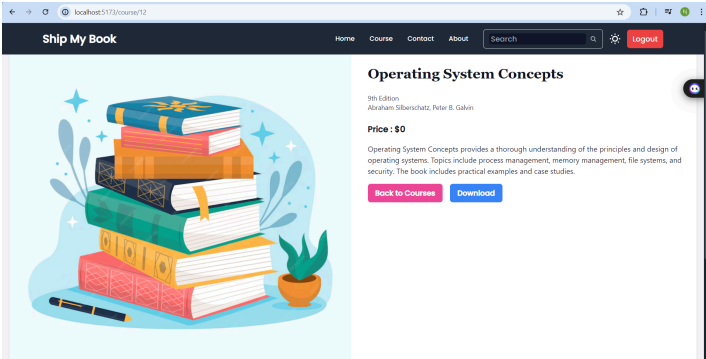 localhost:5173/course/12
Ship My Book
Home Course Contact About Search Logout
Operating System Concepts
9th Edition
Abraham Silberschatz, Peter B. Galvin
Price : $0
Operating System Concepts provides a thorough understanding of the principles and design of
operating systems. Topics include process management, memory management, file systems, and
security. The book includes practical examples and case studies.
Back to Courses Download